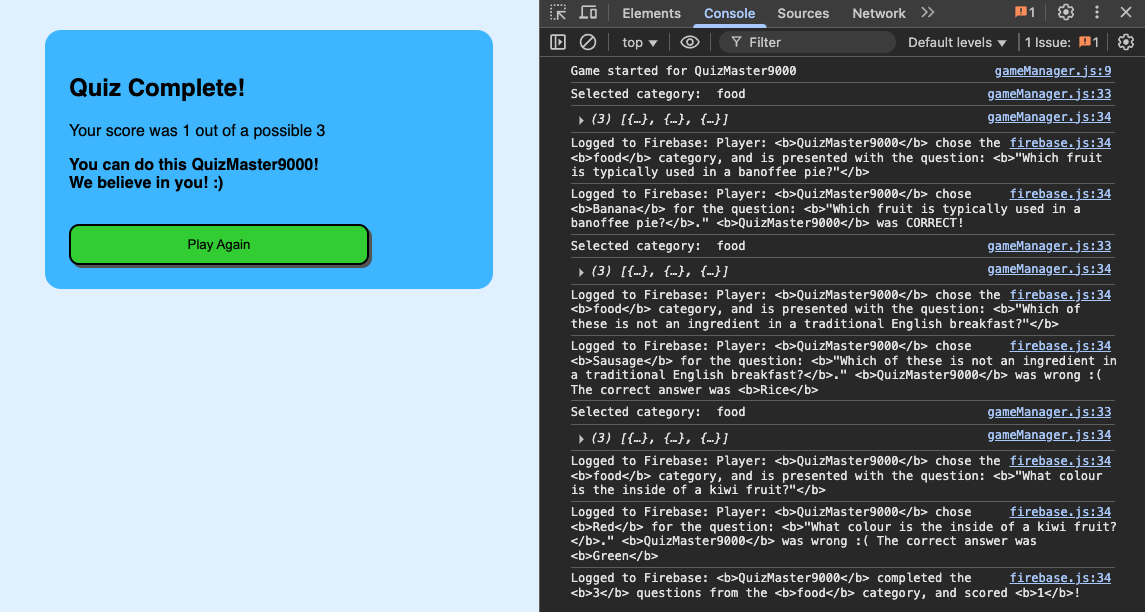 Quiz Complete!
Your score was 1 out of a possible 3
You can do this QuizMaster9000!
We believe in you! :)
Play Again
Elements Console Sources Network 1
top Filter Default levels 1 Issue: 1
Game started for QuizMaster9000 gameManager.js:9
Selected category: food gameManager.js:33
(3) [{…}, {…}, {…}] gameManager.js:34
Logged to Firebase: Player: <b>QuizMaster9000</b> chose the firebase.js:34
<b>food</b> category, and is presented with the question: <b>"Which fruit
is typically used in a banoffee pie?"</b>
Logged to Firebase: Player: <b>QuizMaster9000</b> chose firebase.js:34
<b>Banana</b> for the question: <b>"Which fruit is typically used in a
banoffee pie?</b>." <b>QuizMaster9000</b> was CORRECT!
Selected category: food gameManager.js:33
(3) [{…}, {…}, {…}] gameManager.js:34
Logged to Firebase: Player: <b>QuizMaster9000</b> chose the firebase.js:34
<b>food</b> category, and is presented with the question: <b>"Which of
these is not an ingredient in a traditional English breakfast?"</b>
Logged to Firebase: Player: <b>QuizMaster9000</b> chose firebase.js:34
<b>Sausage</b> for the question: <b>"Which of these is not an ingredient in
a traditional English breakfast?</b>." <b>QuizMaster9000</b> was wrong :(
The correct answer was <b>Rice</b>
Selected category: food gameManager.js:33
(3) [{…}, {…}, {…}] gameManager.js:34
Logged to Firebase: Player: <b>QuizMaster9000</b> chose the firebase.js:34
<b>food</b> category, and is presented with the question: <b>"What colour
is the inside of a kiwi fruit?"</b>
Logged to Firebase: Player: <b>QuizMaster9000</b> chose firebase.js:34
<b>Red</b> for the question: <b>"What colour is the inside of a kiwi fruit?
</b>." <b>QuizMaster9000</b> was wrong :( The correct answer was
<b>Green</b>
Logged to Firebase: <b>QuizMaster9000</b> completed the firebase.js:34
<b>3</b> questions from the <b>food</b> category, and scored <b>1</b>!